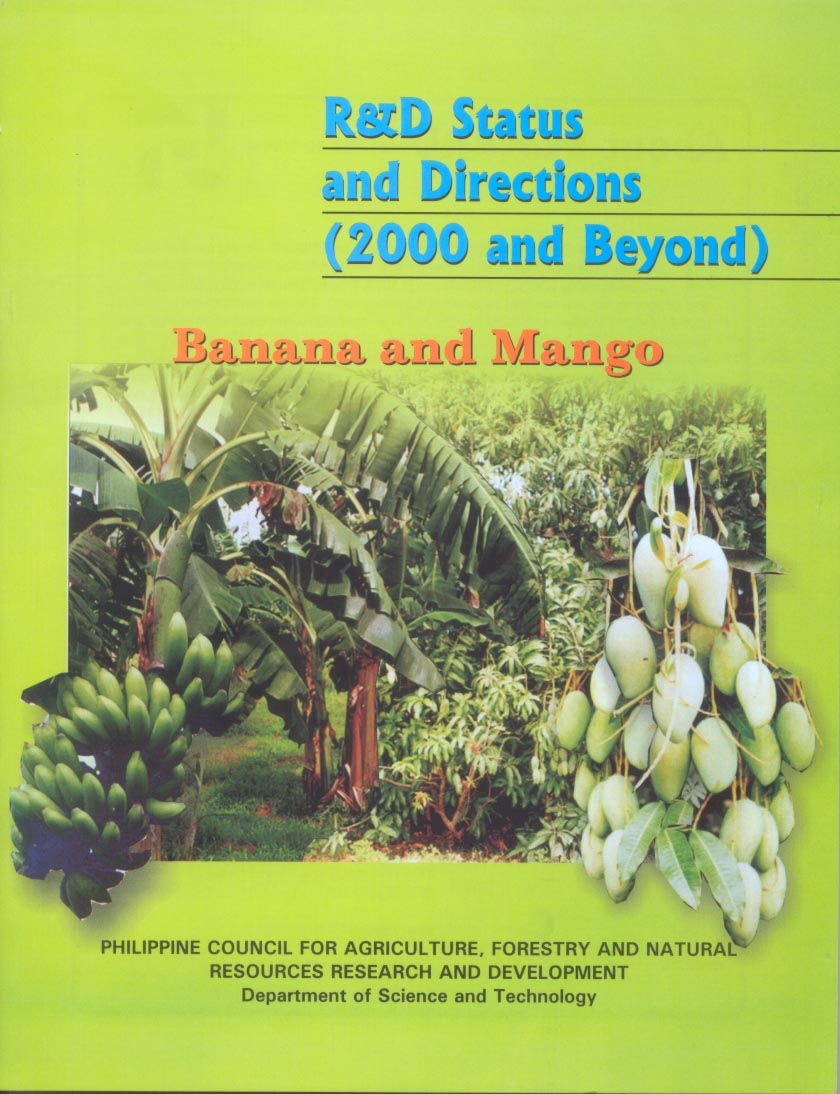 R&D Status
and Directions
(2000 and Beyond)
Banana and Mango
PHILIPPINE COUNCIL FOR AGRICULTURE, FORESTRY AND NATURAL
RESOURCES RESEARCH AND DEVELOPMENT
Department of Science and Technology